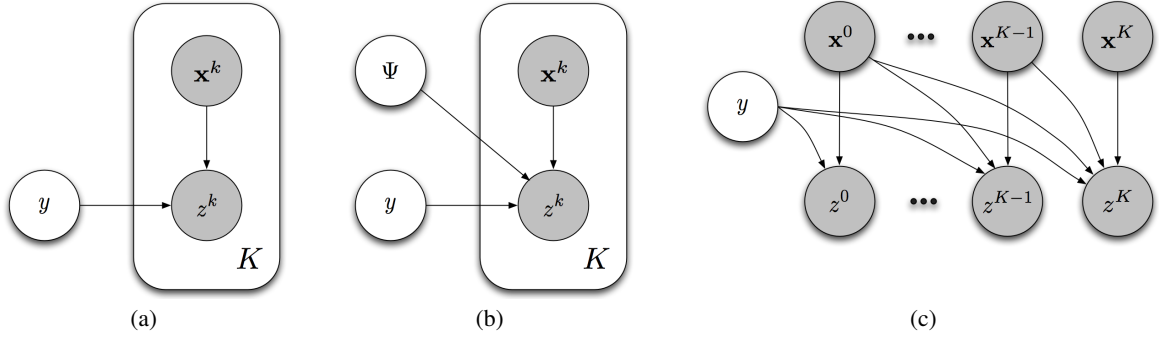 x^k
y
z^k
K
(a)
Ψ
x^k
y
z^k
K
(b)
x^0 ••• x^{K−1} x^K
y
z^0 ••• z^{K−1} z^K
(c)